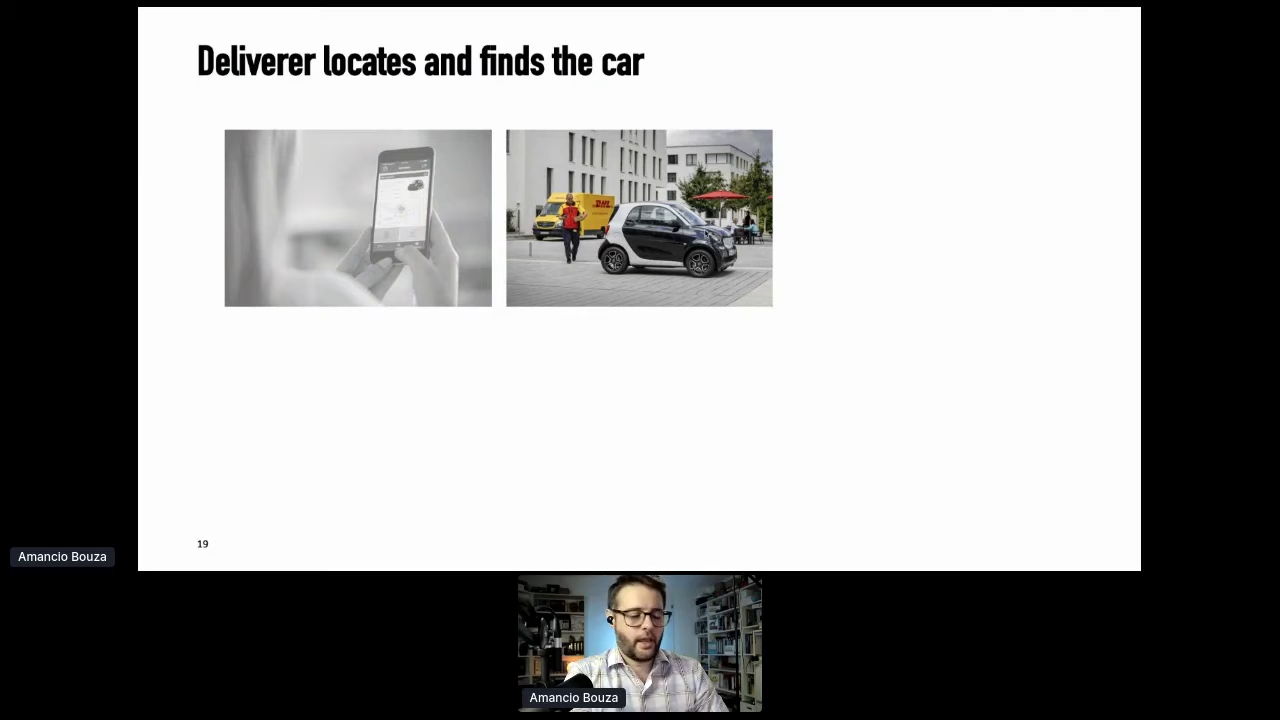 Deliverer locates and finds the car
DHL
19
Amancio Bouza
Amancio Bouza